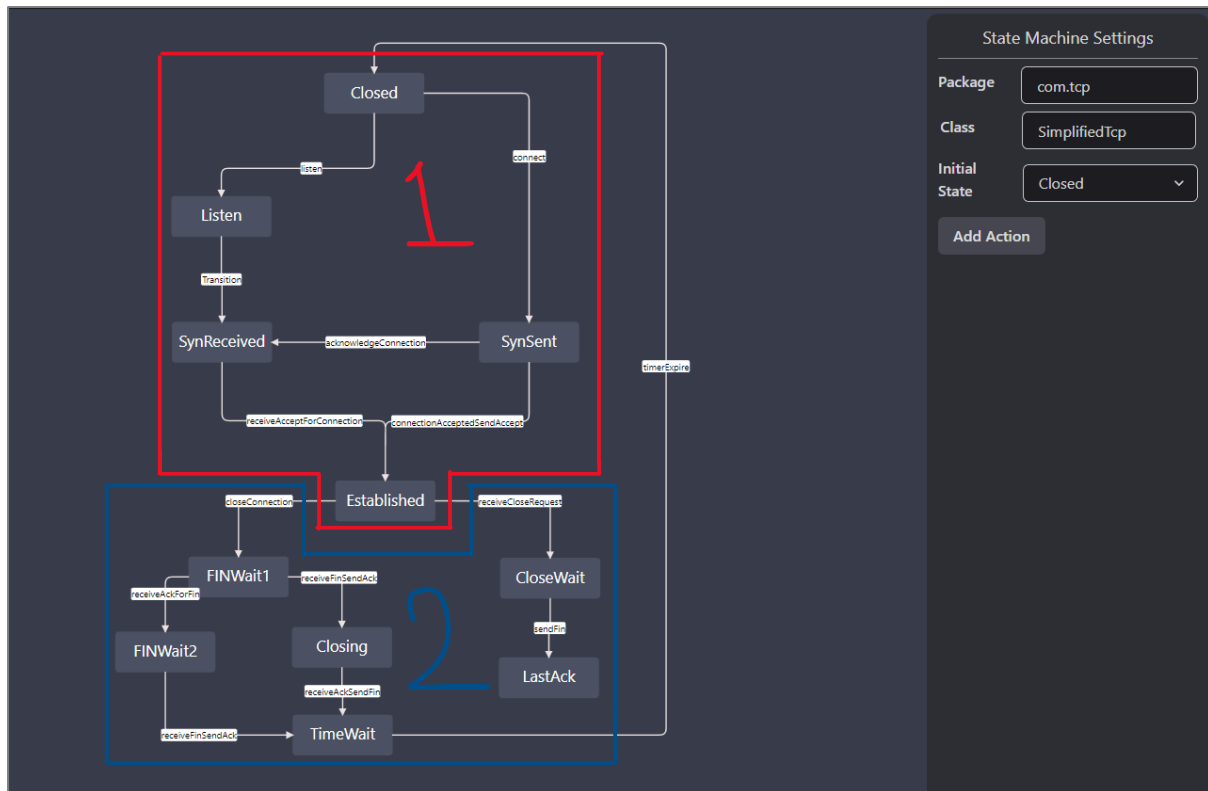 State Machine Settings
Package
com.tcp
Class
SimplifiedTcp
Initial State
Closed
Add Action
Closed
listen
connect
1
Listen
Transition
SynReceived
acknowledgeConnection
SynSent
timerExpire
receiveAcceptForConnection
connectionAcceptedSendAccept
Established
closeConnection
receiveCloseRequest
FINWait1
receiveFinSendAck
CloseWait
receiveAckForFin
2
sendFin
FINWait2
Closing
LastAck
receiveAckSendFin
receiveFinSendAck
TimeWait